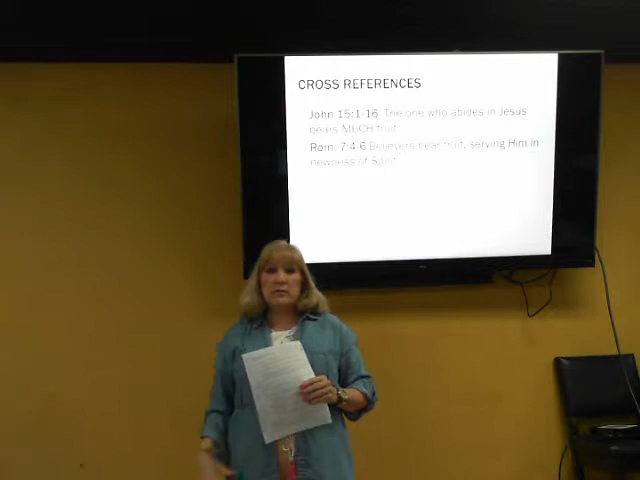 CROSS REFERENCES
John 15:1-16 The one who abides in Jesus
bears MUCH fruit.
Rom. 7:4-6 Believers bear fruit, serving Him in
newness of Spirit